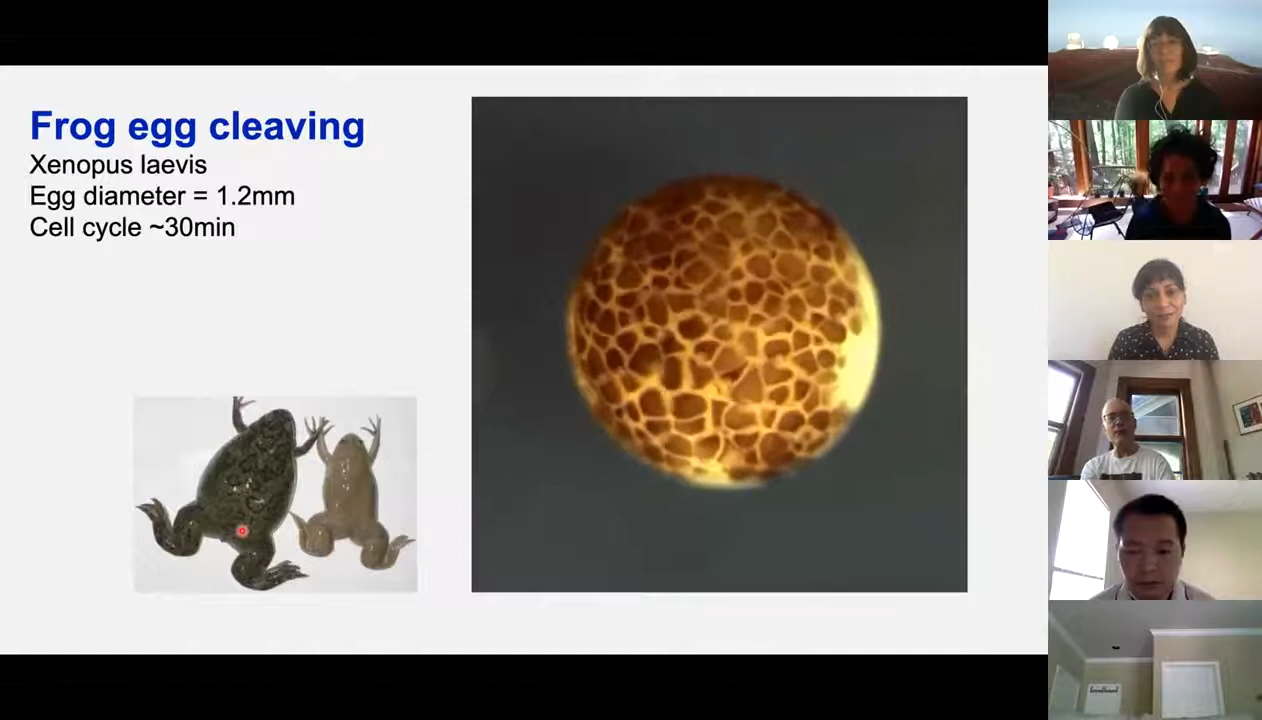 Frog egg cleaving
Xenopus laevis
Egg diameter = 1.2mm
Cell cycle ~30min